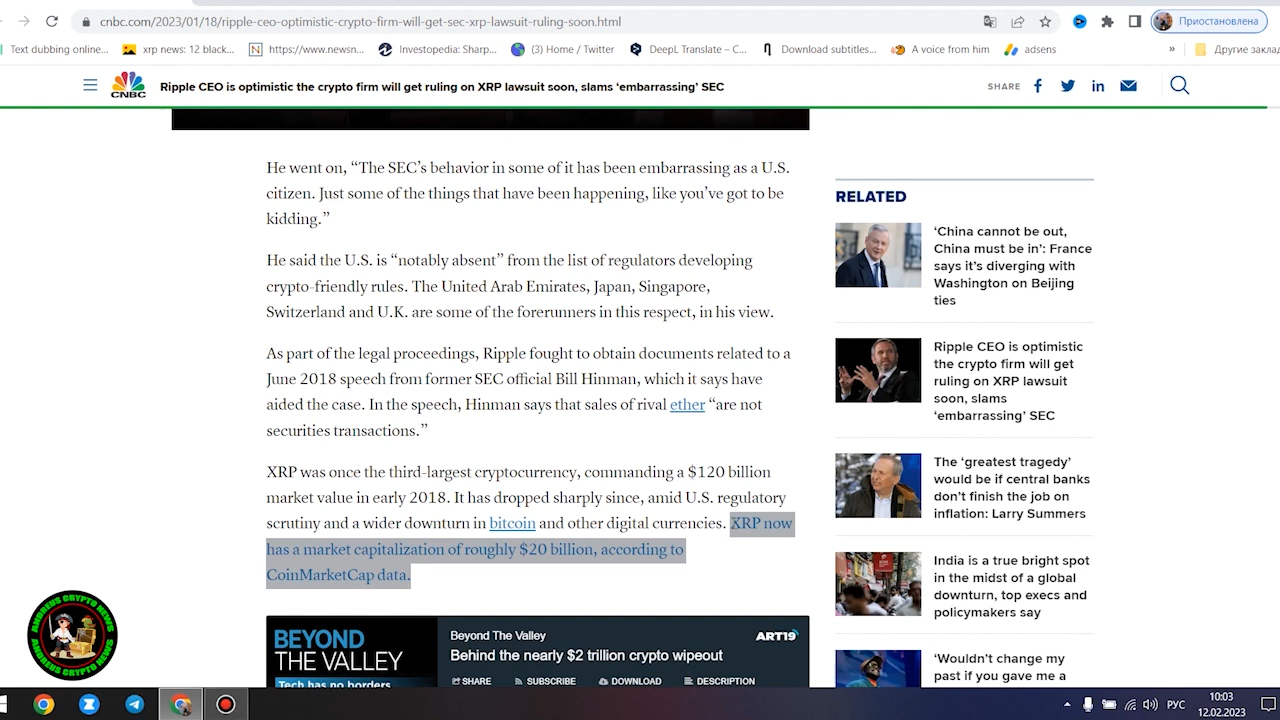 cnbc.com/2023/01/18/ripple-ceo-optimistic-crypto-firm-will-get-sec-xrp-lawsuit-ruling-soon.html
Приостановлена
Text dubbing online...
xrp news: 12 black...
https://www.newsn...
Investopedia: Sharp...
(3) Home / Twitter
DeepL Translate – C...
Download subtitles...
A voice from him
adsens
»
Другие заклад
CNBC
Ripple CEO is optimistic the crypto firm will get ruling on XRP lawsuit soon, slams ‘embarrassing’ SEC
SHARE
He went on, “The SEC’s behavior in some of it has been embarrassing as a U.S.
citizen. Just some of the things that have been happening, like you’ve got to be
kidding.”
He said the U.S. is “notably absent” from the list of regulators developing
crypto-friendly rules. The United Arab Emirates, Japan, Singapore,
Switzerland and U.K. are some of the forerunners in this respect, in his view.
As part of the legal proceedings, Ripple fought to obtain documents related to a
June 2018 speech from former SEC official Bill Hinman, which it says have
aided the case. In the speech, Hinman says that sales of rival ether “are not
securities transactions.”
XRP was once the third-largest cryptocurrency, commanding a $120 billion
market value in early 2018. It has dropped sharply since, amid U.S. regulatory
scrutiny and a wider downturn in bitcoin and other digital currencies. XRP now
has a market capitalization of roughly $20 billion, according to
CoinMarketCap data.
RELATED
‘China cannot be out,
China must be in’: France
says it’s diverging with
Washington on Beijing
ties
Ripple CEO is optimistic
the crypto firm will get
ruling on XRP lawsuit
soon, slams
‘embarrassing’ SEC
The ‘greatest tragedy’
would be if central banks
don’t finish the job on
inflation: Larry Summers
India is a true bright spot
in the midst of a global
downturn, top execs and
policymakers say
‘Wouldn’t change my
past if you gave me a
BEYOND
THE VALLEY
Tech has no borders
Beyond The Valley
Behind the nearly $2 trillion crypto wipeout
ART19
SHARE
SUBSCRIBE
DOWNLOAD
DESCRIPTION
ANDREUS CRYPTO NEWS
ANDREUS CRYPTO NEWS
РУС
10:03
12.02.2023